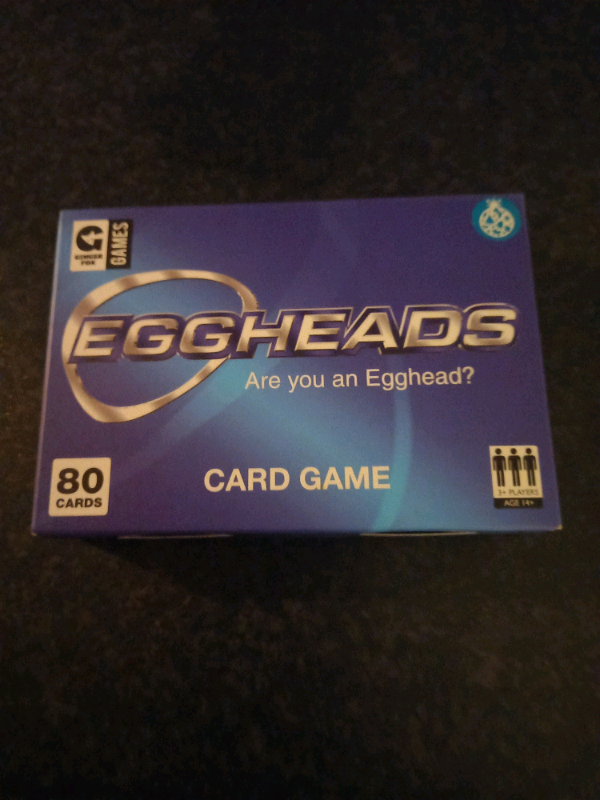 GINGER
FOX
GAMES
EGGHEADS
Are you an Egghead?
80
CARDS
CARD GAME
3+ PLAYERS
AGE 14+